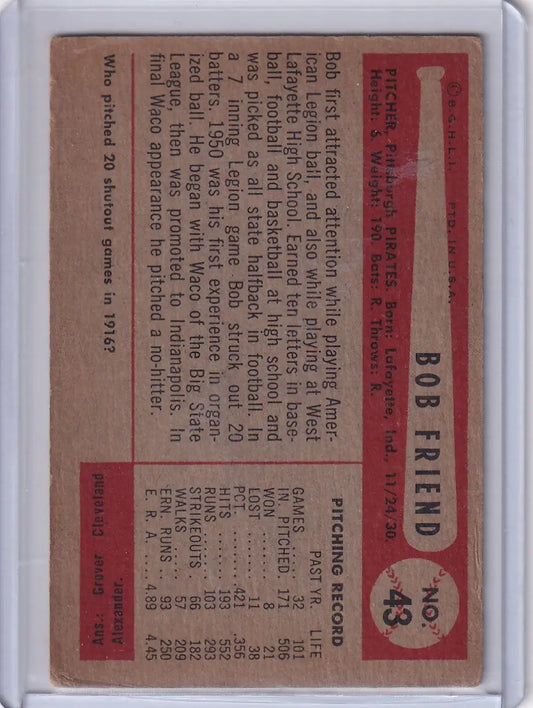 © B.G.H.L.I. PTD. IN U.S.A.
BOB FRIEND
NO.
43
PITCHER, Pittsburgh PIRATES. Born: Lafayette, Ind., 11/24/30.
Height: Weight: 190. Bats: R. Throws: R.
Bob first attracted attention while playing Amer-
ican Legion ball, and also while playing at West
Lafayette High School. Earned ten letters in base-
ball, football and basketball at high school and
was picked as all state halfback in football. In
a 7 inning Legion game Bob struck out 20
batters. 1950 was his first experience in organ-
ized ball. He began with Waco of the Big State
League, then was promoted to Indianapolis. In
final Waco appearance he pitched a no-hitter.
Who pitched 20 shutout games in 1916?
PITCHING RECORD
PAST YR. LIFE
GAMES ..... 32 101
IN. PITCHED. 171 506
WON ....... 8 21
LOST ....... 11 38
PCT. ....... .421 .356
HITS ....... 193 552
RUNS ...... 103 293
STRIKEOUTS . 66 182
WALKS ..... 57 209
ERN. RUNS . 93 250
E. R. A. .... 4.89 4.45
Ans.: Grover Cleveland
Alexander.